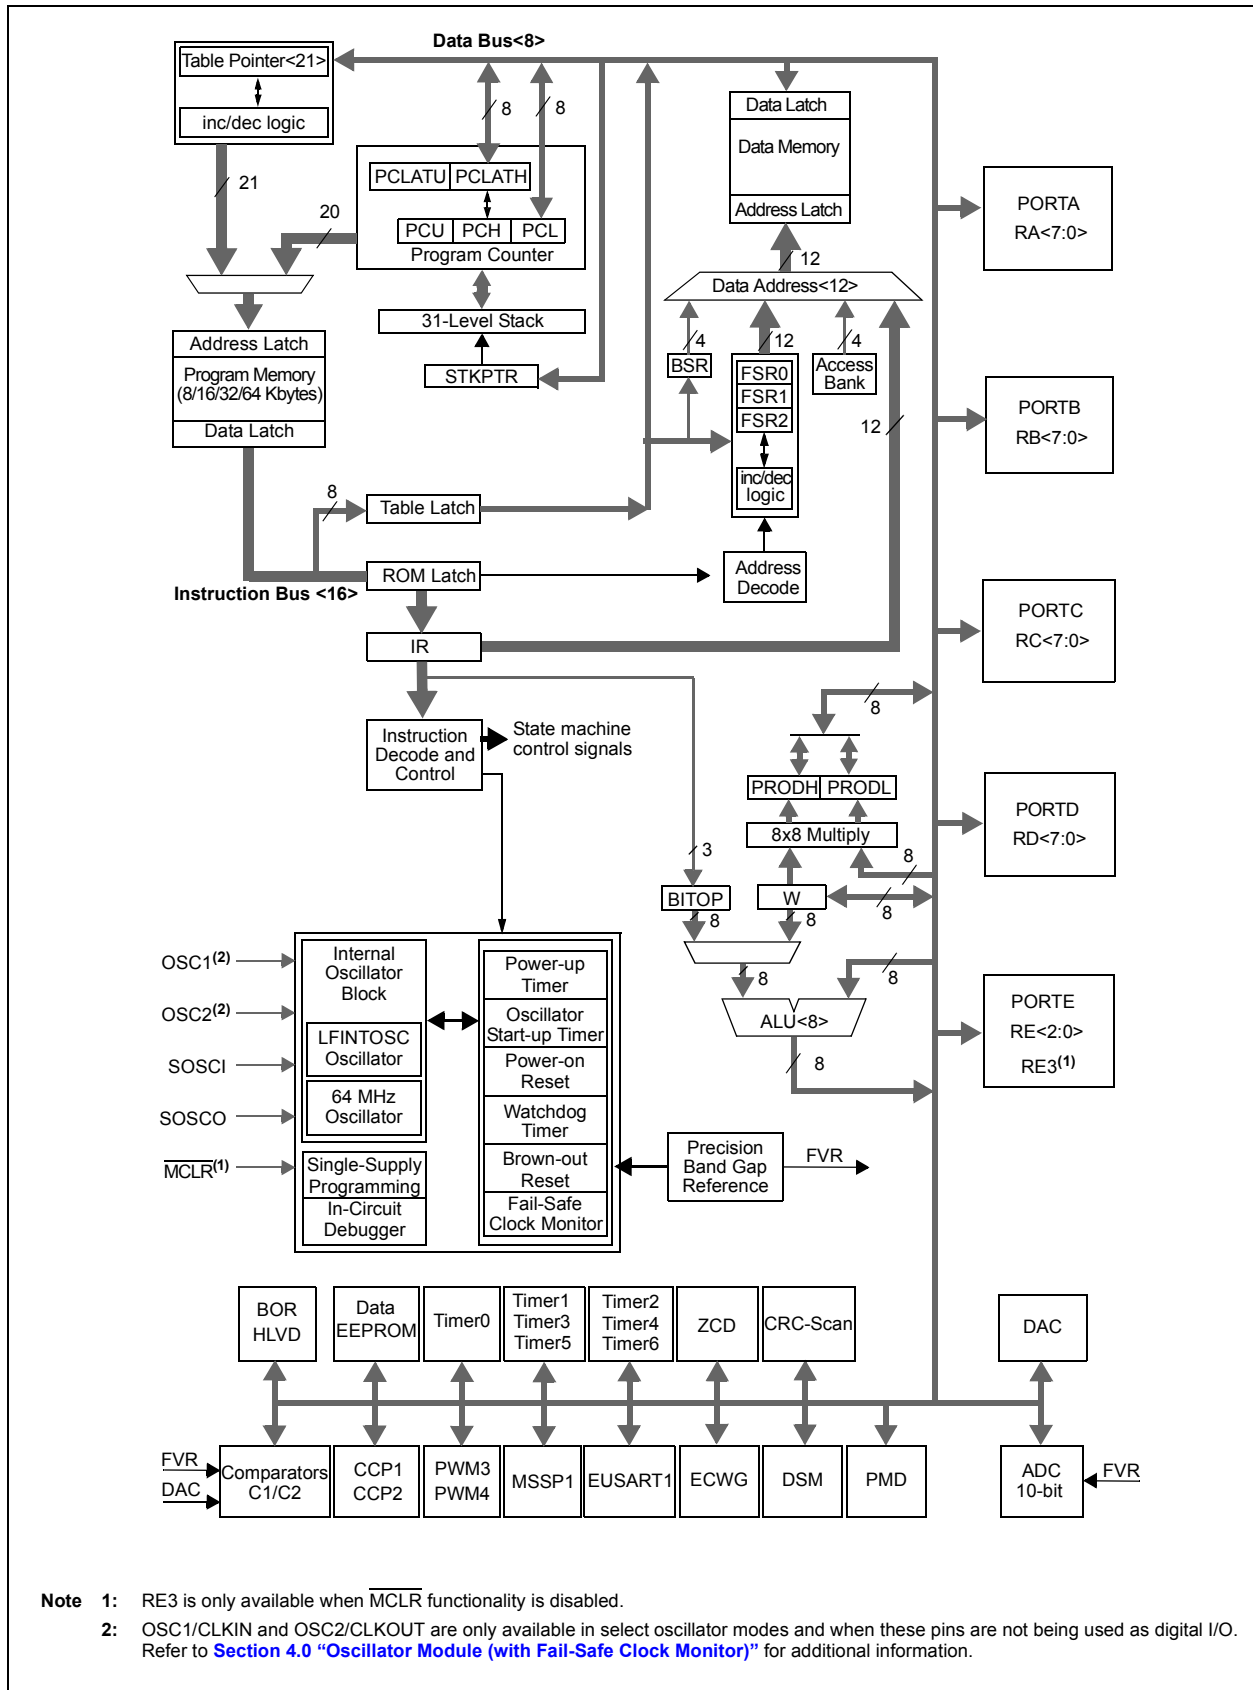 Data Bus<8>
Table Pointer<21>
inc/dec logic
21
20
8
8
PCLATU
PCLATH
PCU
PCH
PCL
Program Counter
31-Level Stack
STKPTR
Address Latch
Program Memory
(8/16/32/64 Kbytes)
Data Latch
8
Table Latch
ROM Latch
Instruction Bus <16>
IR
Instruction
Decode and
Control
State machine
control signals
Data Latch
Data Memory
Address Latch
12
Data Address<12>
4
12
4
BSR
FSR0
FSR1
FSR2
inc/dec
logic
Access
Bank
12
Address
Decode
PORTA
RA<7:0>
PORTB
RB<7:0>
PORTC
RC<7:0>
PORTD
RD<7:0>
PORTE
RE<2:0>
RE3(1)
8
PRODH
PRODL
8x8 Multiply
3
8
BITOP
W
8
8
8
8
8
ALU<8>
8
OSC1(2)
OSC2(2)
SOSCI
SOSCO
MCLR(1)
Internal
Oscillator
Block
LFINTOSC
Oscillator
64 MHz
Oscillator
Single-Supply
Programming
In-Circuit
Debugger
Power-up
Timer
Oscillator
Start-up Timer
Power-on
Reset
Watchdog
Timer
Brown-out
Reset
Fail-Safe
Clock Monitor
Precision
Band Gap
Reference
FVR
BOR
HLVD
Data
EEPROM
Timer0
Timer1
Timer3
Timer5
Timer2
Timer4
Timer6
ZCD
CRC-Scan
DAC
FVR
DAC
Comparators
C1/C2
CCP1
CCP2
PWM3
PWM4
MSSP1
EUSART1
ECWG
DSM
PMD
ADC
10-bit
FVR
Note 1: RE3 is only available when MCLR functionality is disabled.
2: OSC1/CLKIN and OSC2/CLKOUT are only available in select oscillator modes and when these pins are not being used as digital I/O.
Refer to Section 4.0 “Oscillator Module (with Fail-Safe Clock Monitor)” for additional information.